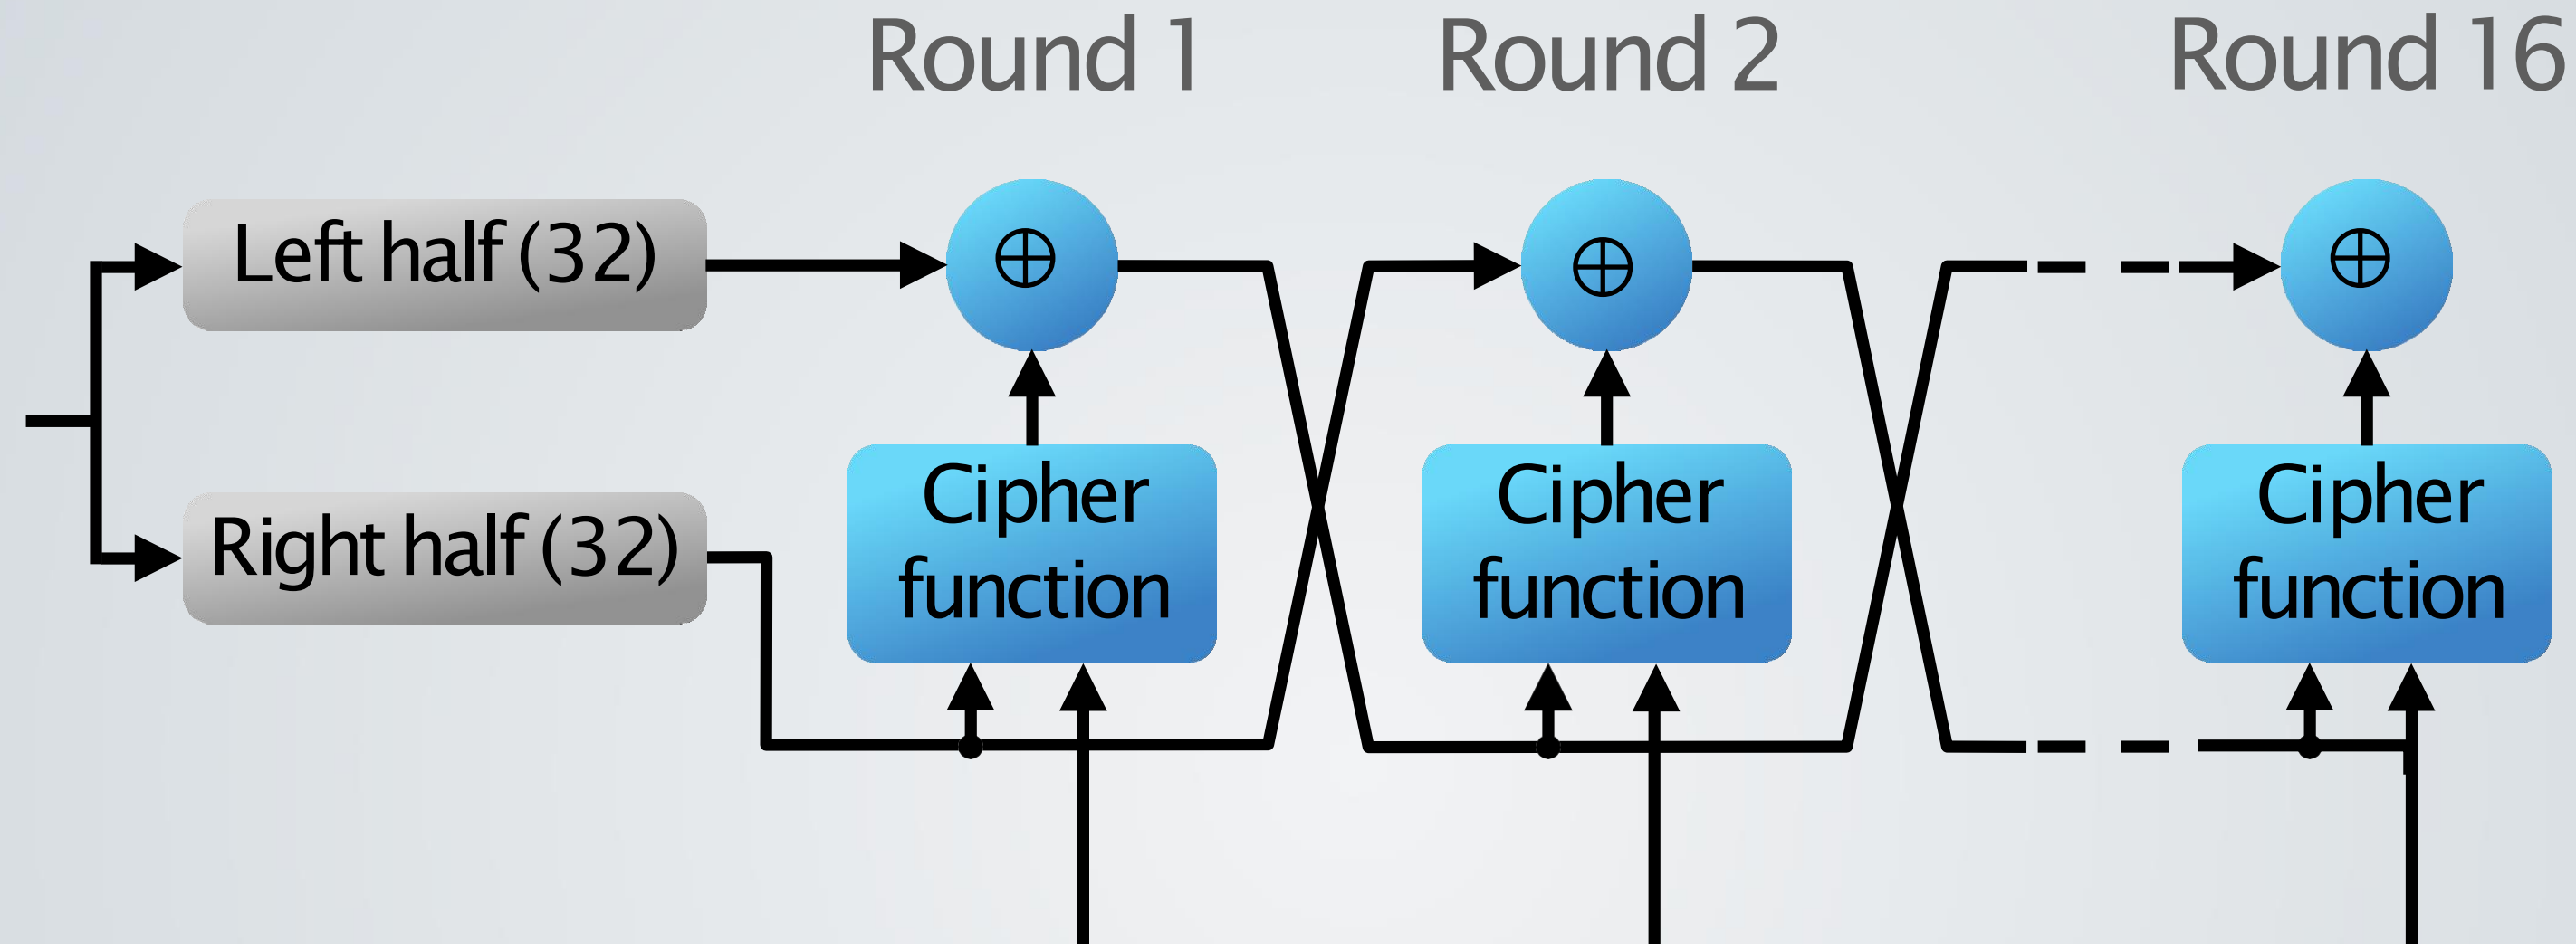 Round 1
Round 2
Round 16
Left half (32)
⊕
⊕
⊕
Right half (32)
Cipher
function
Cipher
function
Cipher
function